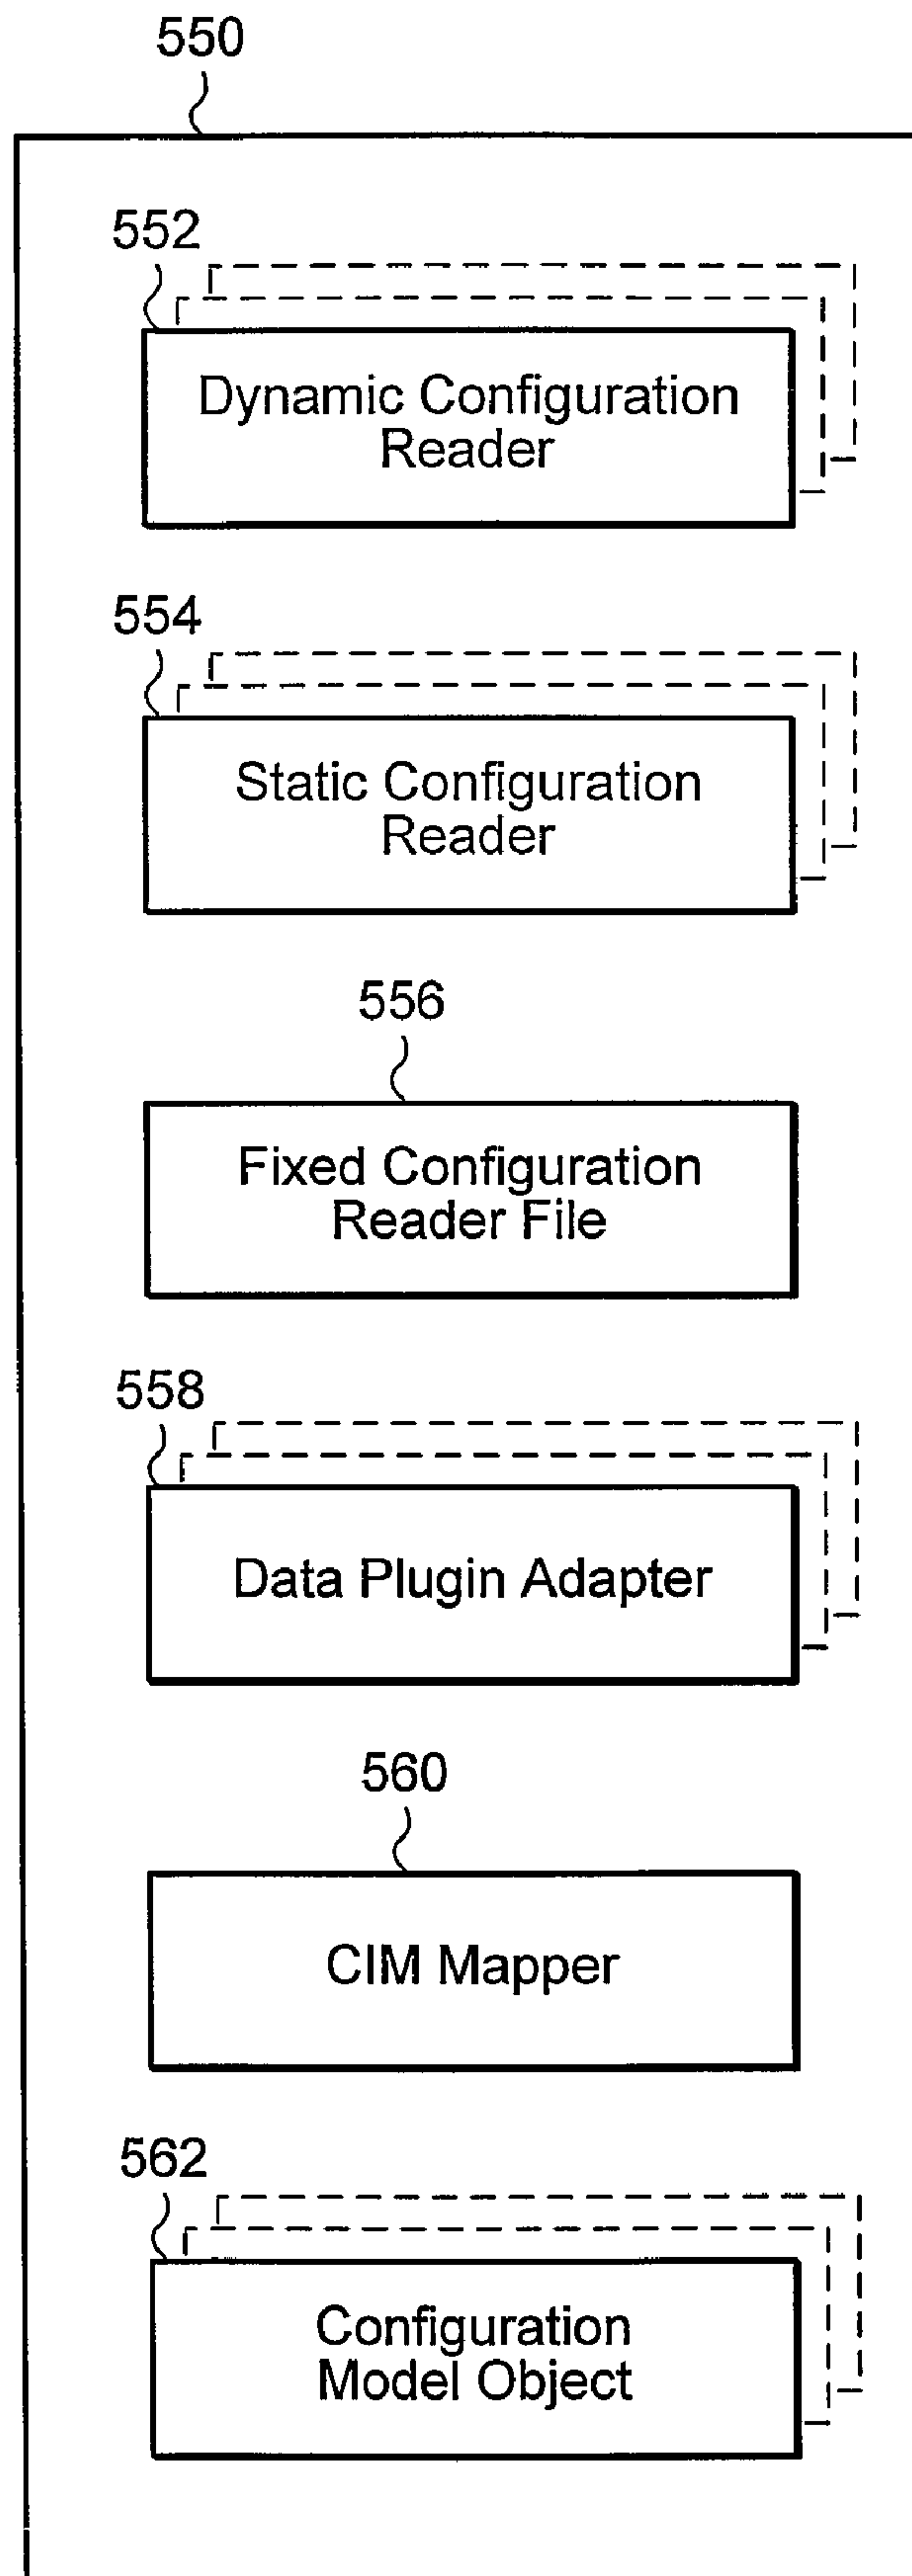 550
552
Dynamic Configuration
Reader
554
Static Configuration
Reader
556
Fixed Configuration
Reader File
558
Data Plugin Adapter
560
CIM Mapper
562
Configuration
Model Object